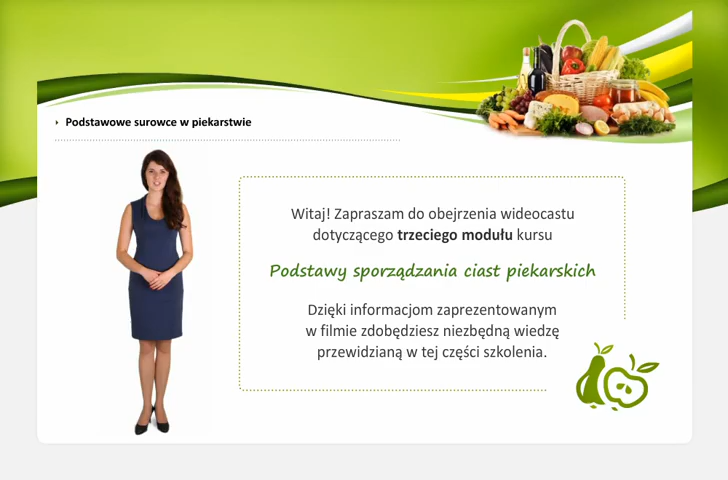 Podstawowe surowce w piekarstwie
Witaj! Zapraszam do obejrzenia wideocastu
dotyczącego trzeciego modułu kursu
Podstawy sporządzania ciast piekarskich
Dzięki informacjom zaprezentowanym
w filmie zdobędziesz niezbędną wiedzę
przewidzianą w tej części szkolenia.